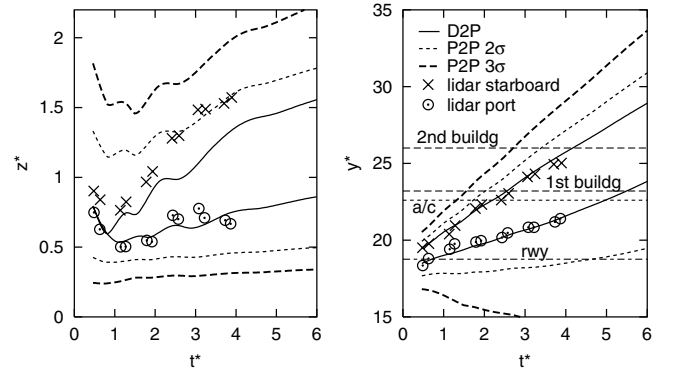 2
1.5
z*
1
0.5
0
0 1 2 3 4 5 6
t*
35
D2P
P2P 2σ
P2P 3σ
30
lidar starboard
lidar port
2nd buildg
25
y*
1st buildg
a/c
20
rwy
15
0 1 2 3 4 5 6
t*